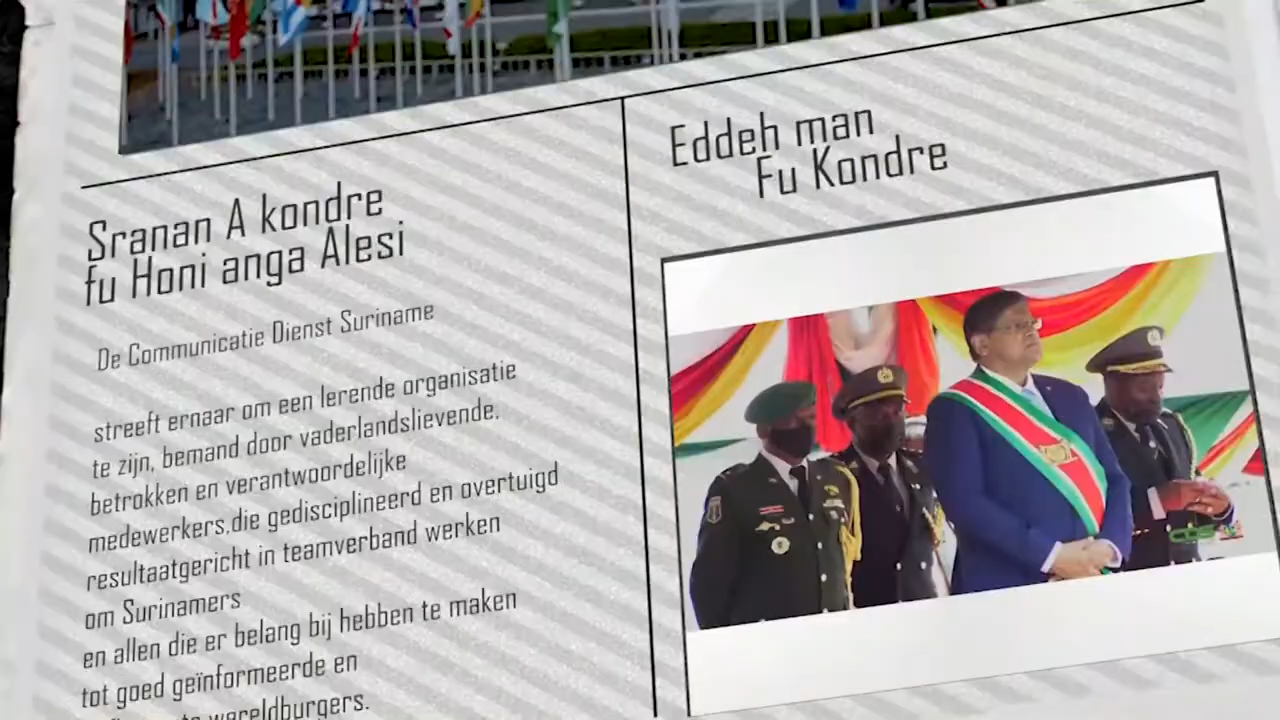 Sranan A kondre
fu Honi anga Alesi
De Communicatie Dienst Suriname
streeft ernaar om een lerende organisatie
te zijn, bemand door vaderlandslievende.
betrokken en verantwoordelijke
medewerkers,die gedisciplineerd en overtuigd
resultaatgericht in teamverband werken
om Surinamers
en allen die er belang bij hebben te maken
tot goed geïnformeerde en
wereldburgers.
Eddeh man
Fu Kondre
CDS